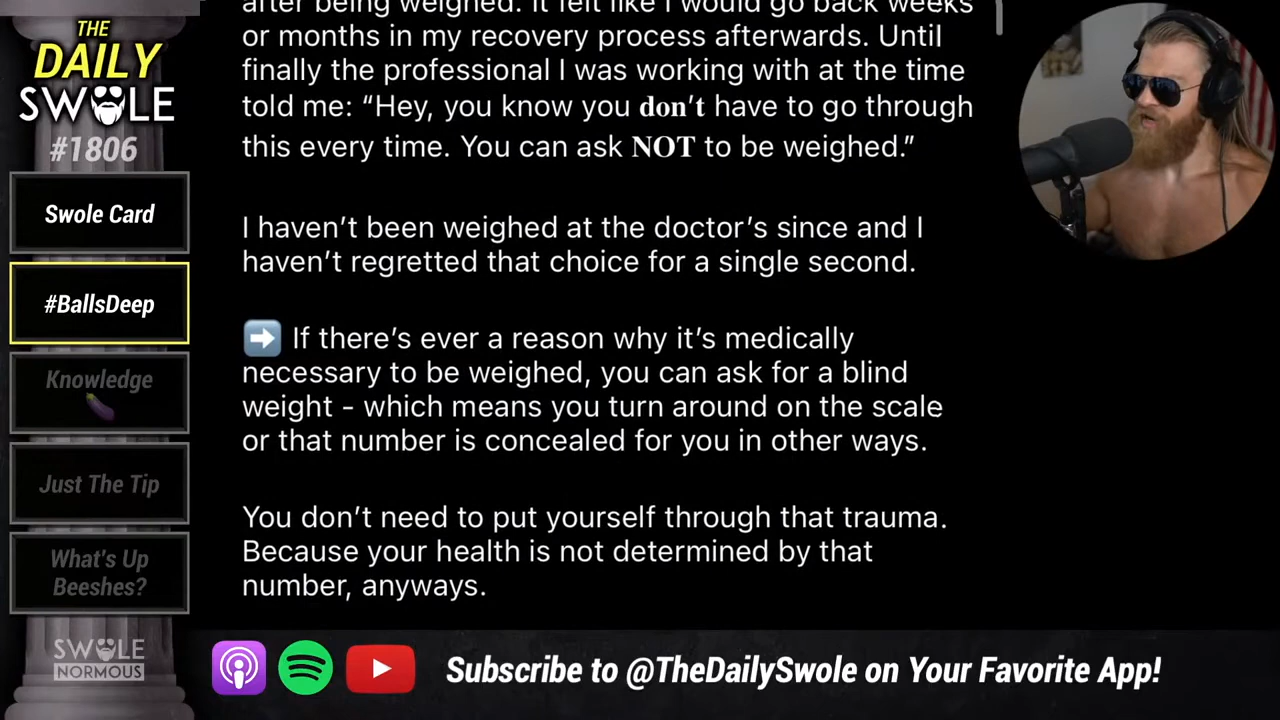 THE
DAILY
SWOLE
#1806
Swole Card
#BallsDeep
Knowledge
Just The Tip
What's Up
Beeshes?
SWOLE
NORMOUS
after being weighed. It felt like I would go back weeks
or months in my recovery process afterwards. Until
finally the professional I was working with at the time
told me: “Hey, you know you don’t have to go through
this every time. You can ask NOT to be weighed.”
I haven’t been weighed at the doctor’s since and I
haven’t regretted that choice for a single second.
➡️ If there’s ever a reason why it’s medically
necessary to be weighed, you can ask for a blind
weight - which means you turn around on the scale
or that number is concealed for you in other ways.
You don’t need to put yourself through that trauma.
Because your health is not determined by that
number, anyways.
Subscribe to @TheDailySwole on Your Favorite App!